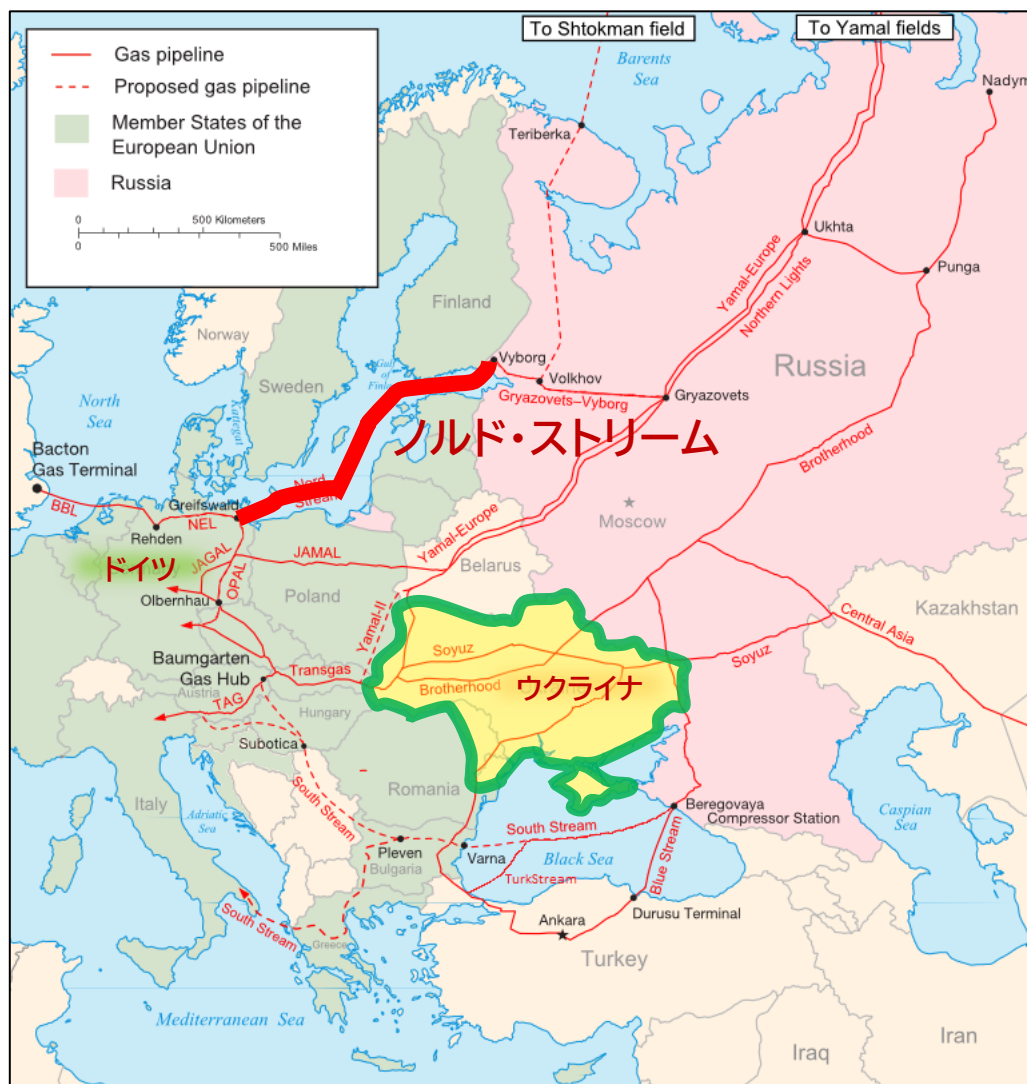 To Shtokman field
To Yamal fields
Gas pipeline
Proposed gas pipeline
Member States of the
European Union
Russia
0
500 Kilometers
0
500 Miles
Barents
Sea
Nadym
Teriberka
Ukhta
Punga
Yamal-Europe
Northern Lights
Finland
Norway
Sweden
Russia
Vyborg
Volkhov
Gryazovets–Vyborg
Gryazovets
Gulf
of
North
Sea
Kattegat
ノルド・ストリーム
Brotherhood
Bacton
Gas Terminal
BBL
Greifswald
Nord
Stream
NEL
Rehden
Moscow
ドイツ
JAGAL
OPAL
JAMAL
Yamal-Europe
Belarus
Olbernhau
Poland
Yamal-II
Kazakhstan
Central Asia
Soyuz
Soyuz
Baumgarten
Gas Hub
Transgas
Brotherhood
ウクライナ
Austria
TAG
Hungary
Subotica
Romania
South Stream
Italy
Adriatic
Sea
Beregovaya
Compressor Station
Caspian
Sea
South Stream
Pleven
Bulgaria
Varna
Black Sea
Blue Stream
TurkStream
South Stream
Durusu Terminal
Ankara
Greece
Turkey
Mediterranean Sea
Iraq
Iran